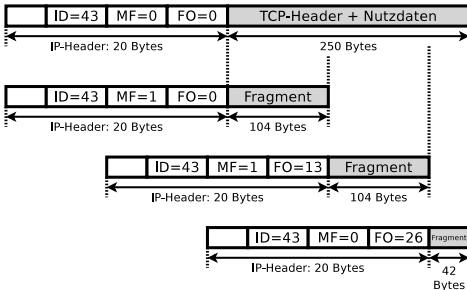 ID=43 MF=0 FO=0 TCP-Header + Nutzdaten
IP-Header: 20 Bytes 250 Bytes
ID=43 MF=1 FO=0 Fragment
IP-Header: 20 Bytes 104 Bytes
ID=43 MF=1 FO=13 Fragment
IP-Header: 20 Bytes 104 Bytes
ID=43 MF=0 FO=26 Fragment
IP-Header: 20 Bytes 42
Bytes